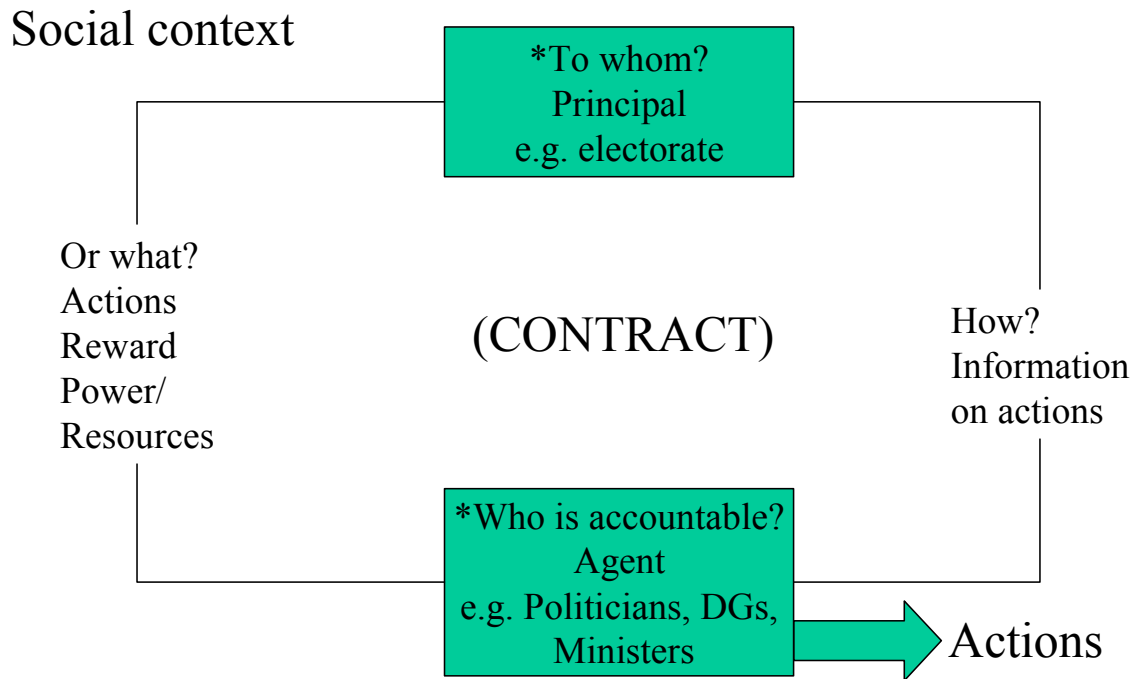 Social context
*To whom?
Principal
e.g. electorate
Or what?
Actions
Reward
Power/
Resources
(CONTRACT)
How?
Information
on actions
*Who is accountable?
Agent
e.g. Politicians, DGs,
Ministers
Actions